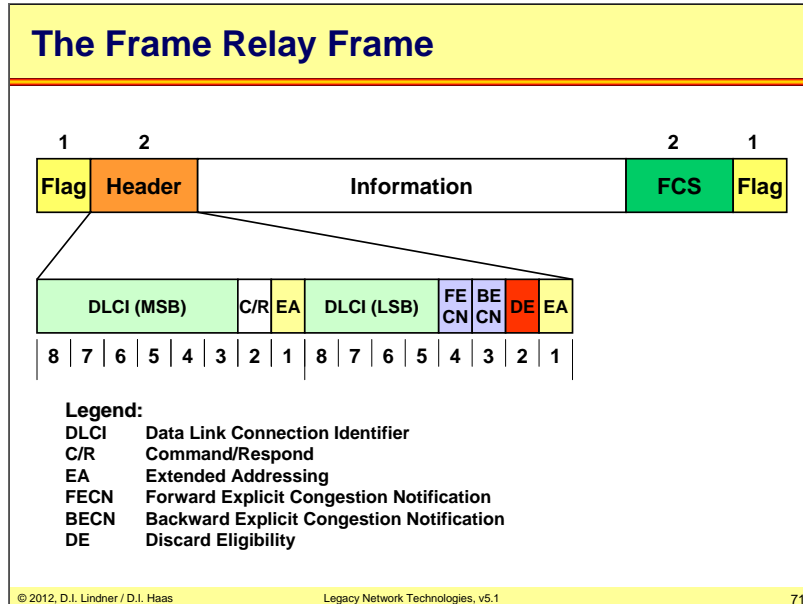 The Frame Relay Frame
1 2 2 1
Flag Header Information FCS Flag
DLCI (MSB) C/R EA DLCI (LSB) FE CN BE CN DE EA
8 7 6 5 4 3 2 1 8 7 6 5 4 3 2 1
Legend:
DLCI Data Link Connection Identifier
C/R Command/Respond
EA Extended Addressing
FECN Forward Explicit Congestion Notification
BECN Backward Explicit Congestion Notification
DE Discard Eligibility
© 2012, D.I. Lindner / D.I. Haas Legacy Network Technologies, v5.1 71